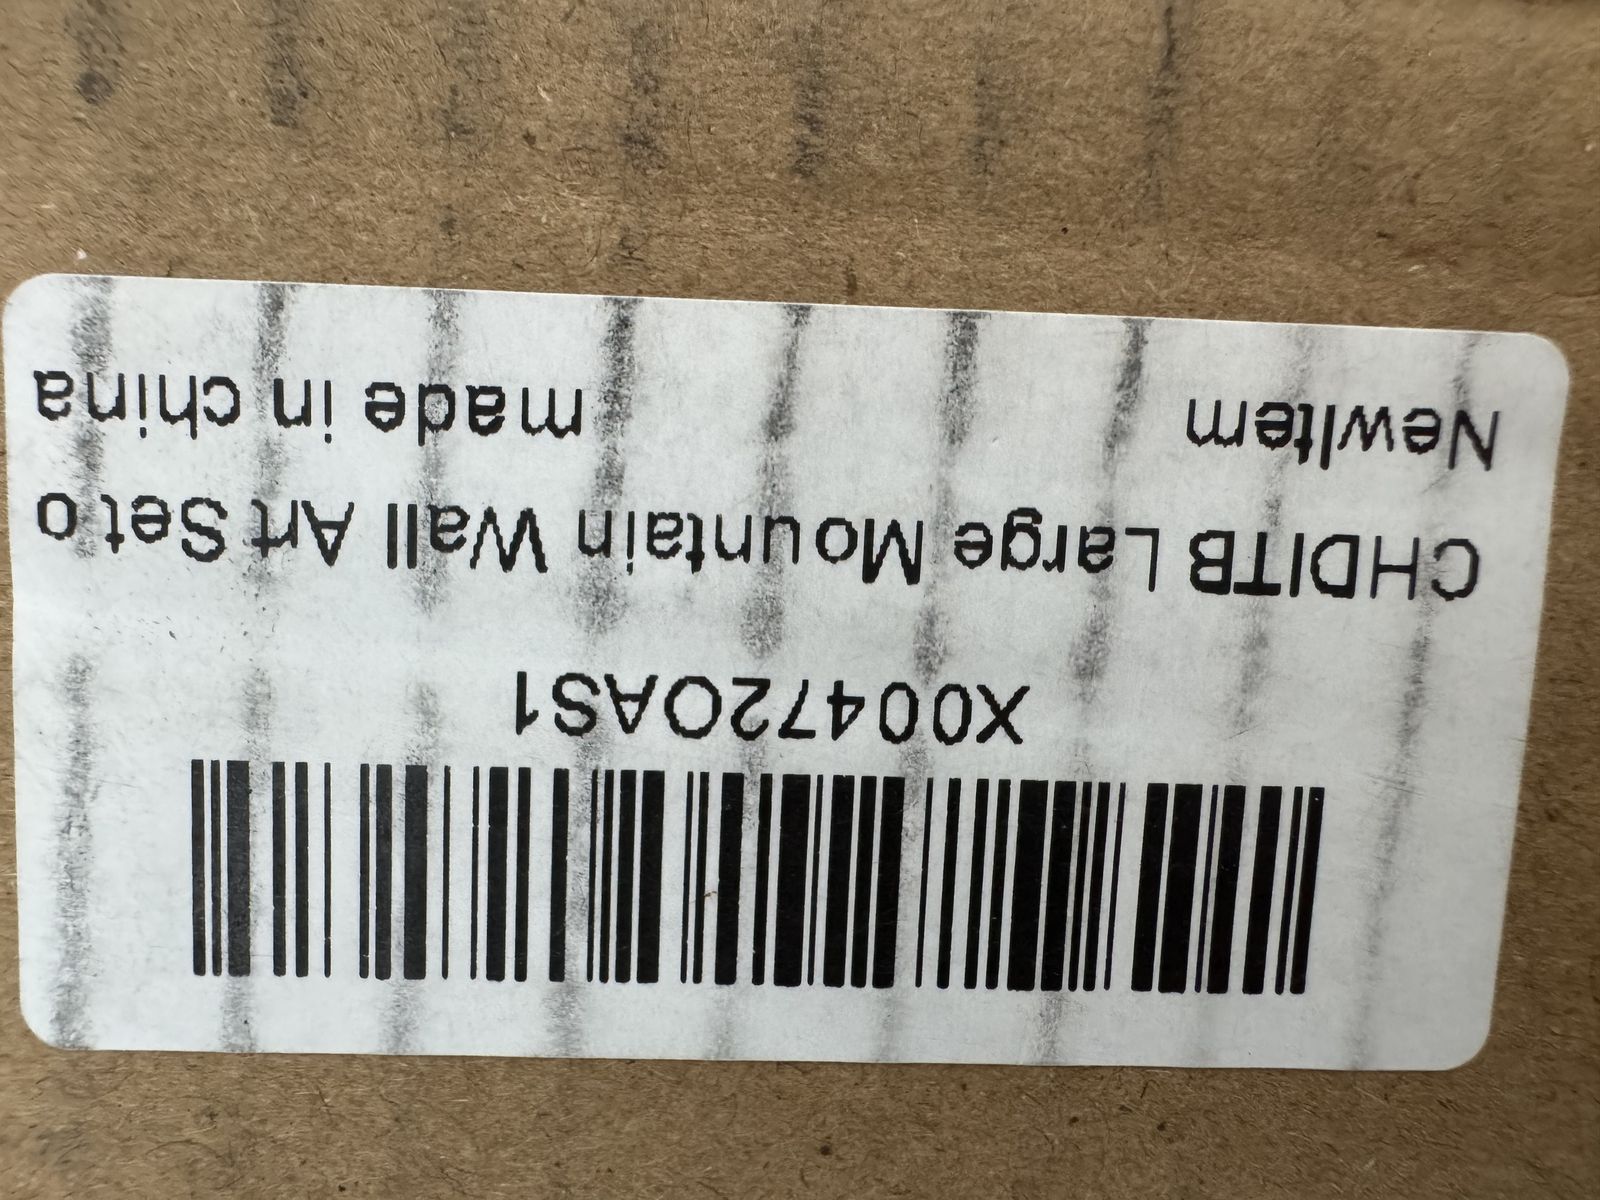 X00472OAS1
CHDITB Large Mountain Wall Art Set o
NewItem made in china